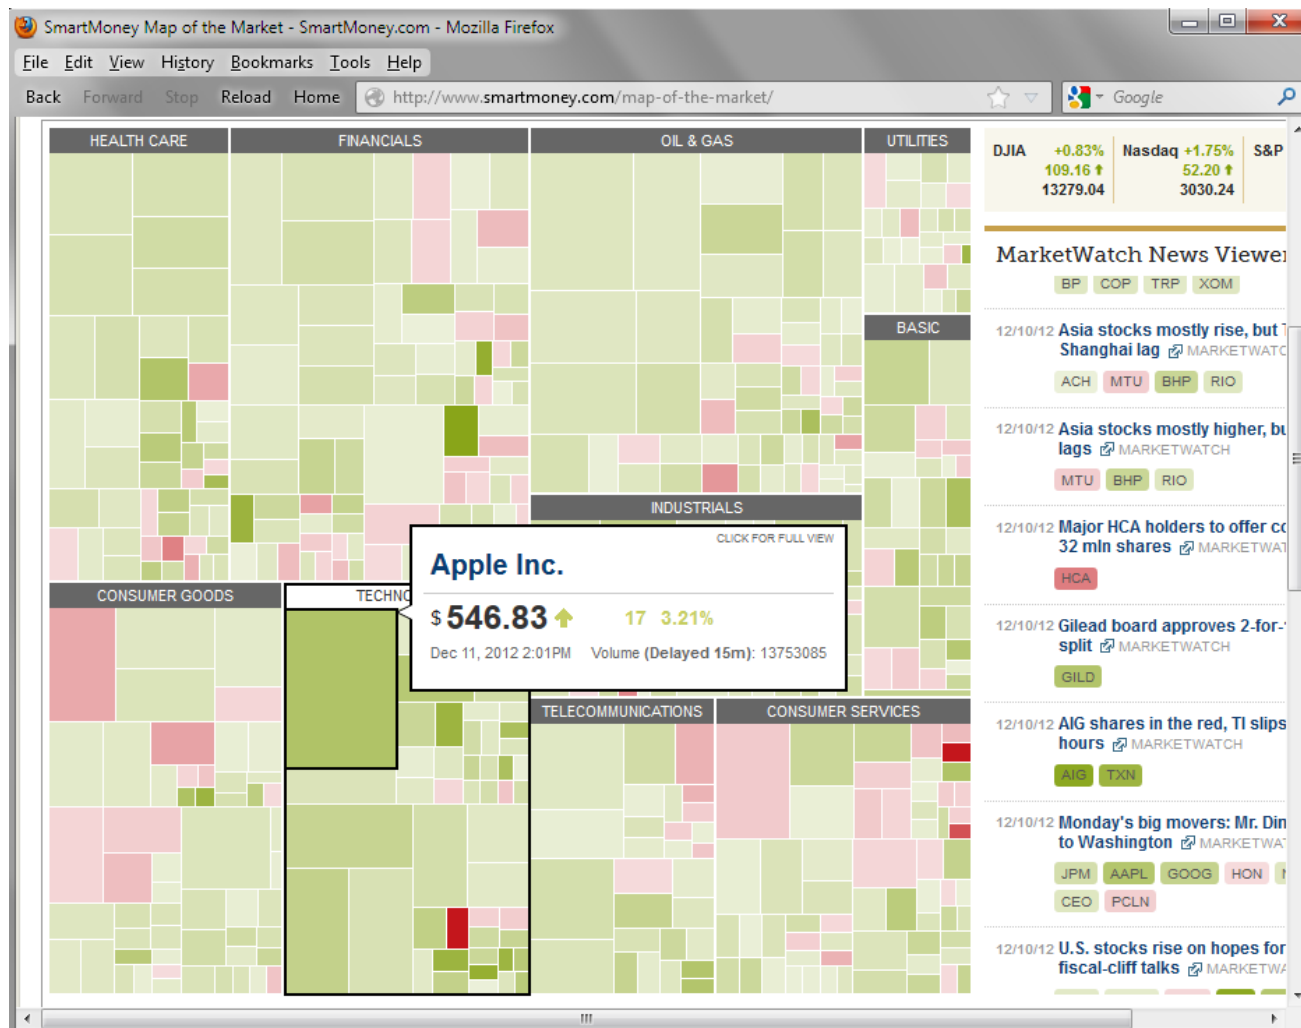 SmartMoney Map of the Market - SmartMoney.com - Mozilla Firefox
File Edit View History Bookmarks Tools Help
Back Forward Stop Reload Home http://www.smartmoney.com/map-of-the-market/ Google
HEALTH CARE FINANCIALS OIL & GAS UTILITIES
BASIC
INDUSTRIALS
CONSUMER GOODS TECHNO
TELECOMMUNICATIONS CONSUMER SERVICES
CLICK FOR FULL VIEW
Apple Inc.
$ 546.83 17 3.21%
Dec 11, 2012 2:01PM Volume (Delayed 15m): 13753085
DJIA +0.83% Nasdaq +1.75% S&P
109.16 52.20
13279.04 3030.24
MarketWatch News Viewer
BP COP TRP XOM
12/10/12 Asia stocks mostly rise, but
Shanghai lag MARKETWATC
ACH MTU BHP RIO
12/10/12 Asia stocks mostly higher, bu
lags MARKETWATCH
MTU BHP RIO
12/10/12 Major HCA holders to offer co
32 mln shares MARKETWAT
HCA
12/10/12 Gilead board approves 2-for-
split MARKETWATCH
GILD
12/10/12 AIG shares in the red, TI slips
hours MARKETWATCH
AIG TXN
12/10/12 Monday's big movers: Mr. Din
to Washington MARKETWAT
JPM AAPL GOOG HON
CEO PCLN
12/10/12 U.S. stocks rise on hopes for
fiscal-cliff talks MARKETWA